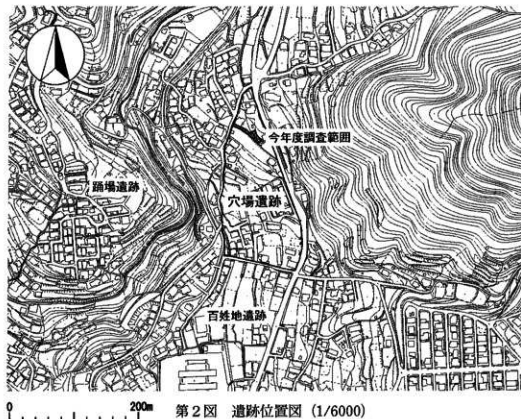 今年度調査範囲
踊場遺跡
穴場遺跡
百姓地遺跡
0 200m
第2図 遺跡位置図 (1/6000)